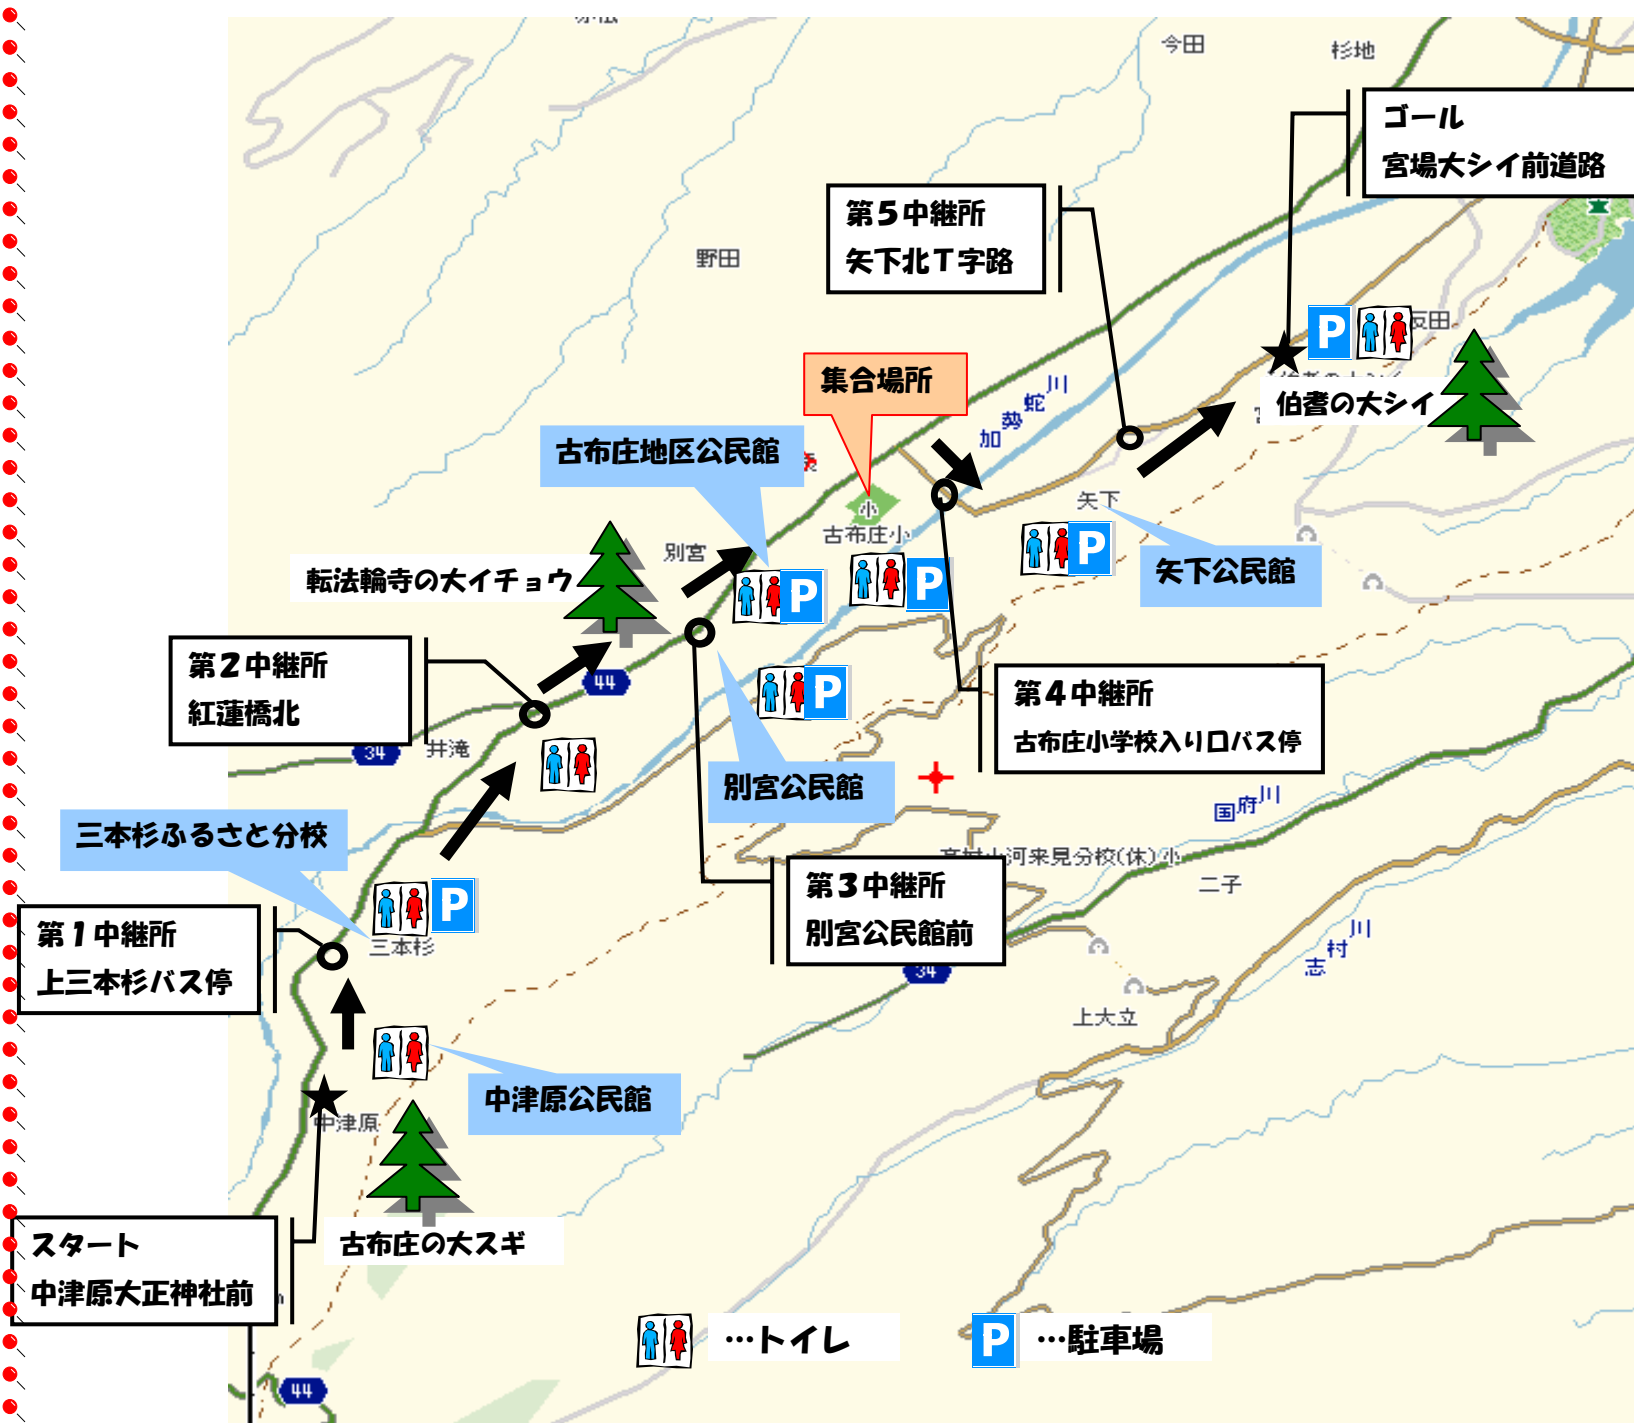 今田
杉地
ゴール
宮場大シイ前道路
第5中継所
矢下北T字路
野田
反田
伯耆の大シイ
集合場所
加勢蛇川
古布庄地区公民館
小
古布庄小
矢下
P
P
P
P
矢下公民館
別宮
転法輪寺の大イチョウ
第2中継所
紅蓮橋北
44
34
井滝
P
第4中継所
古布庄小学校入り口バス停
別宮公民館
国府川
三本杉ふるさと分校
河来見分校(休)小
二子
第3中継所
別宮公民館前
34
P
三本杉
第1中継所
上三本杉バス停
志村川
上大立
中津原公民館
中津原
古布庄の大スギ
スタート
中津原大正神社前
…トイレ
P
…駐車場
44